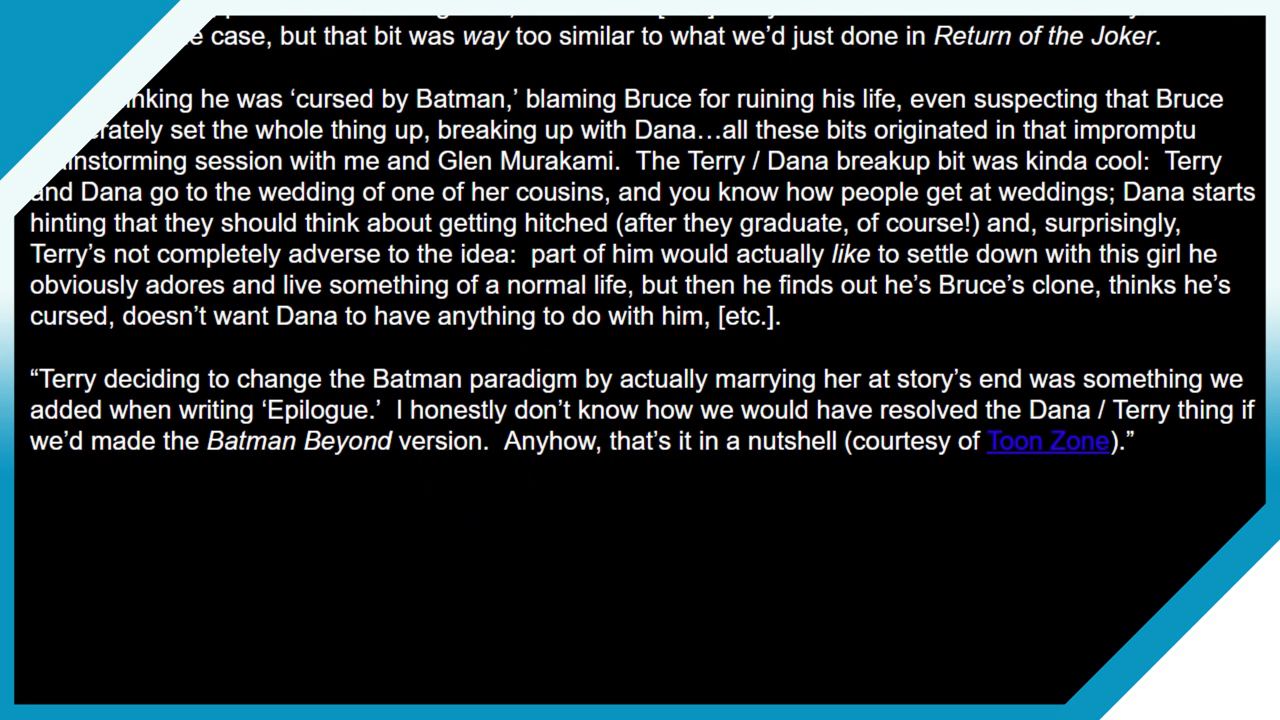 case, but that bit was way too similar to what we’d just done in Return of the Joker.
he was ‘cursed by Batman,’ blaming Bruce for ruining his life, even suspecting that Bruce
set the whole thing up, breaking up with Dana…all these bits originated in that impromptu
session with me and Glen Murakami. The Terry / Dana breakup bit was kinda cool: Terry
and Dana go to the wedding of one of her cousins, and you know how people get at weddings; Dana starts
hinting that they should think about getting hitched (after they graduate, of course!) and, surprisingly,
Terry’s not completely adverse to the idea: part of him would actually like to settle down with this girl he
obviously adores and live something of a normal life, but then he finds out he’s Bruce’s clone, thinks he’s
cursed, doesn’t want Dana to have anything to do with him, [etc.].
“Terry deciding to change the Batman paradigm by actually marrying her at story’s end was something we
added when writing ‘Epilogue.’ I honestly don’t know how we would have resolved the Dana / Terry thing if
we’d made the Batman Beyond version. Anyhow, that’s it in a nutshell (courtesy of Toon Zone).”